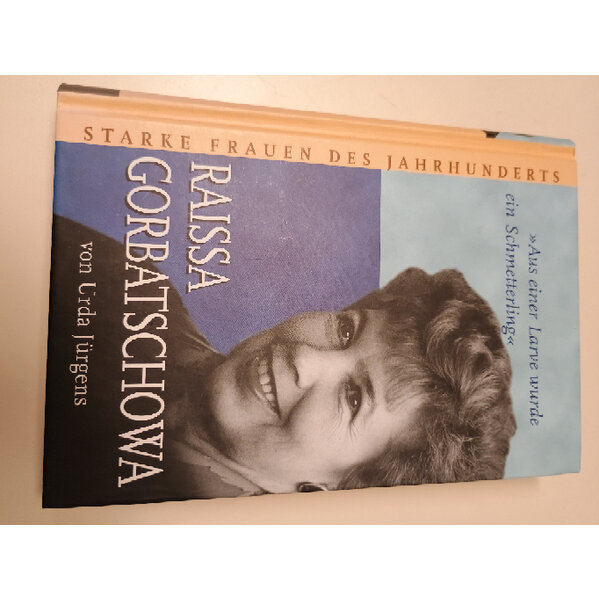 STARKE FRAUEN DES JAHRHUNDERTS
»Aus einer Larve wurde
ein Schmetterling«
RAISSA
GORBATSCHOWA
von Urda Jürgens